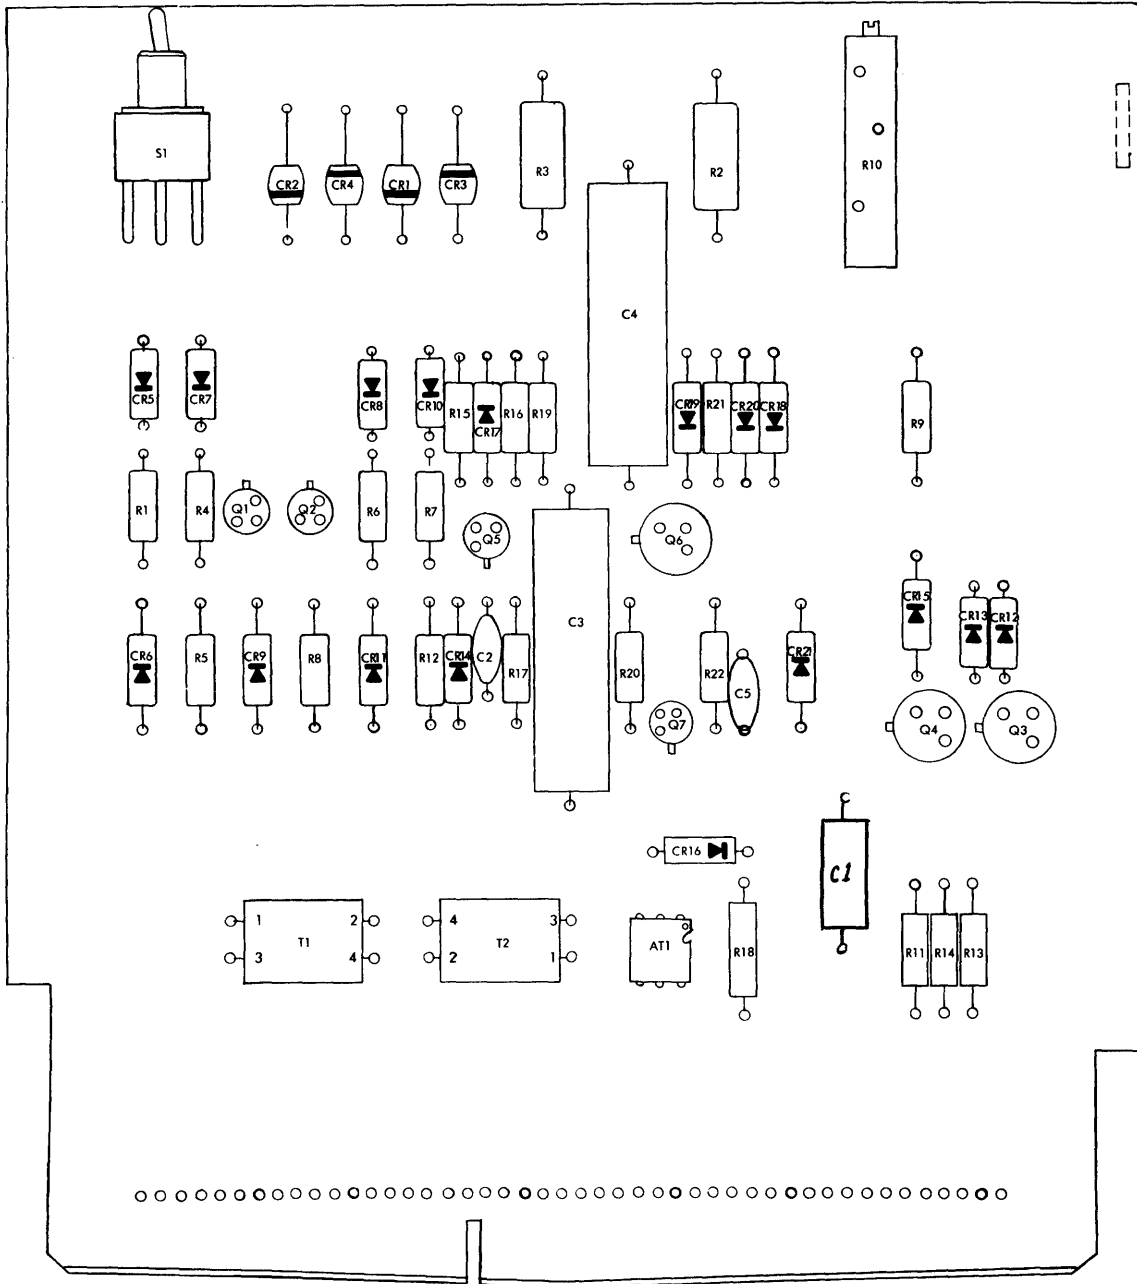 S1
CR2 CR4 CR1 CR3
R3
R2
R10
C4
CR5 CR7 CR8 CR10
R15 CR17 R16 R19
CR19 R21 CR20 CR18
R9
R1 R4 Q1 Q2 R6 R7
Q5 Q6
CR15 CR13 CR12
C3
CR6 R5 CR9 R8 CR11 R12 CR14 C2 R17
R20 R22 C5 CR21
Q7 Q4 Q3
CR16
C1
1 2
T1
3 4
4 3
T2
2 1
AT1
R18
R11 R14 R13